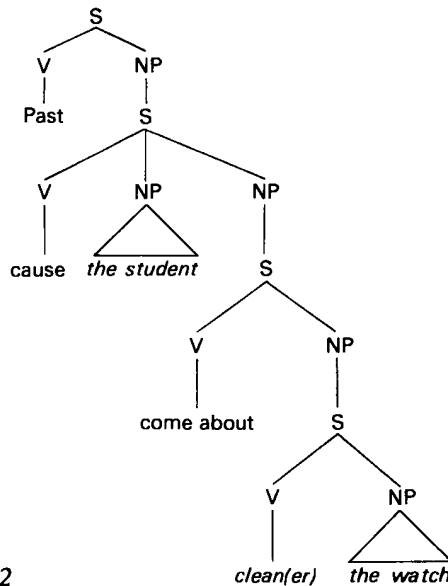 S
V NP
Past S
V NP NP
cause the student S
V NP
come about S
V NP
2 clean(er) the watch